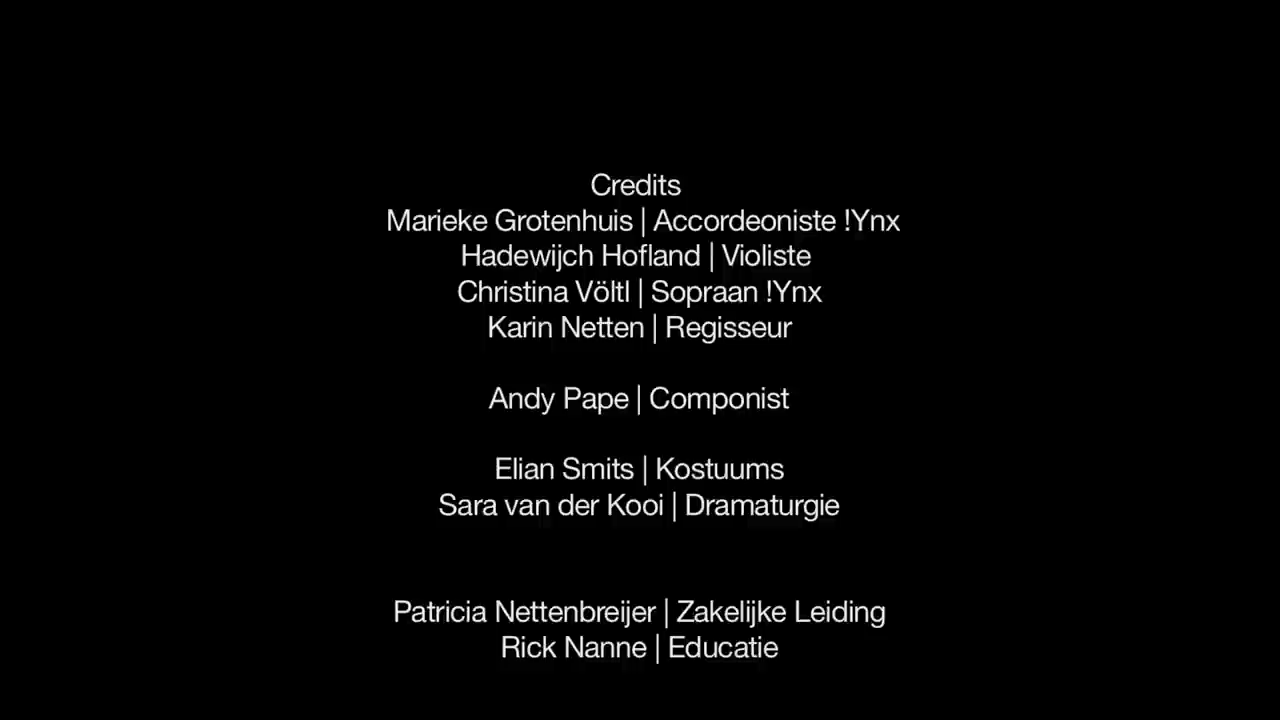 Credits
Marieke Grotenhuis | Accordeoniste !Ynx
Hadewijch Hofland | Violiste
Christina Völtl | Sopraan !Ynx
Karin Netten | Regisseur
Andy Pape | Componist
Elian Smits | Kostuums
Sara van der Kooi | Dramaturgie
Patricia Nettenbreijer | Zakelijke Leiding
Rick Nanne | Educatie